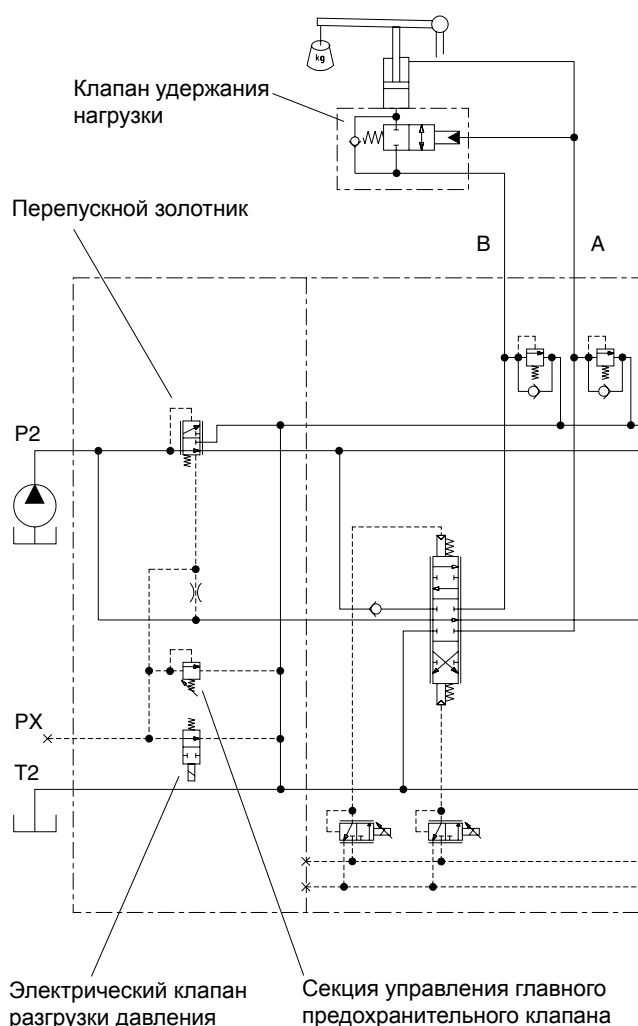 kg
Клапан удержания
нагрузки
Перепускной золотник
B
A
P2
PX
T2
Электрический клапан
разгрузки давления
Секция управления главного
предохранительного клапана